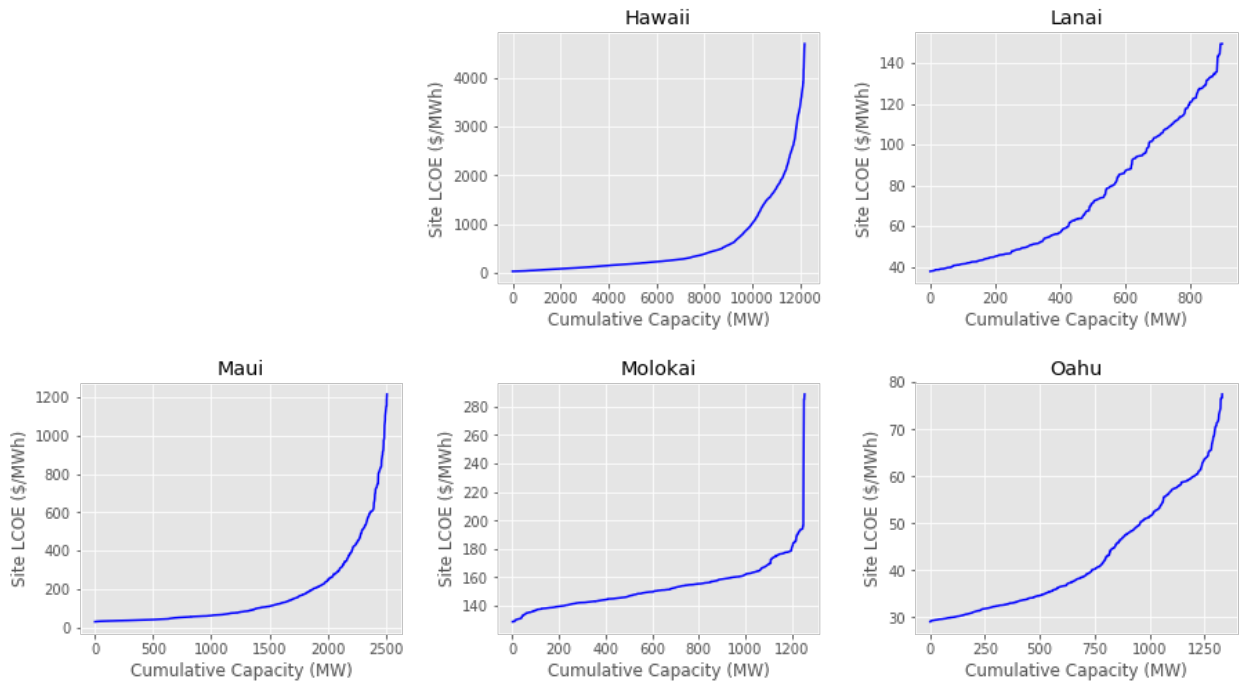 Hawaii
Site LCOE ($/MWh)
4000
3000
2000
1000
0
0 2000 4000 6000 8000 10000 12000
Cumulative Capacity (MW)
Lanai
Site LCOE ($/MWh)
140
120
100
80
60
40
0 200 400 600 800
Cumulative Capacity (MW)
Maui
Site LCOE ($/MWh)
1200
1000
800
600
400
200
0
0 500 1000 1500 2000 2500
Cumulative Capacity (MW)
Molokai
Site LCOE ($/MWh)
280
260
240
220
200
180
160
140
0 200 400 600 800 1000 1200
Cumulative Capacity (MW)
Oahu
Site LCOE ($/MWh)
80
70
60
50
40
30
0 250 500 750 1000 1250
Cumulative Capacity (MW)